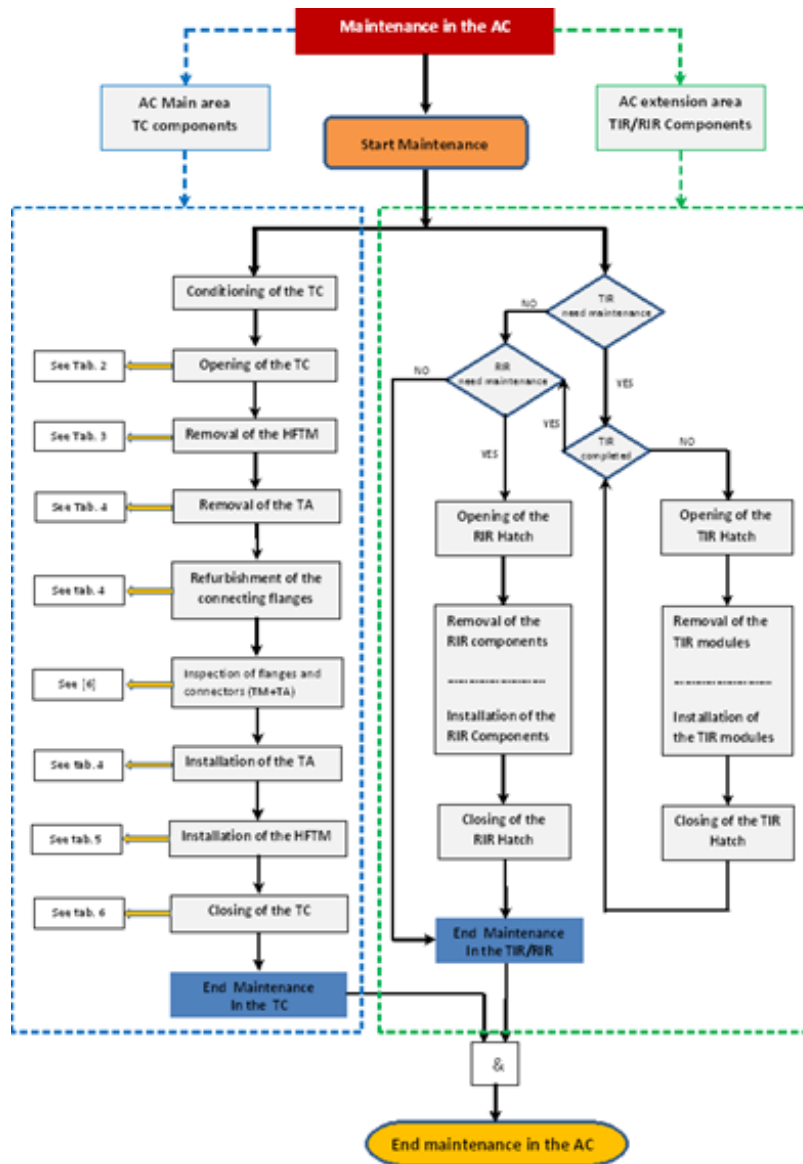 Maintenance in the AC
AC Main area
TC components
AC extension area
TIR/RIR Components
Start Maintenance
Conditioning of the TC
See Tab. 2
Opening of the TC
See Tab. 3
Removal of the HFTM
See Tab. 4
Removal of the TA
See tab. 4
Refurbishment of the
connecting flanges
See [6]
Inspection of flanges and
connectors (TM+TA)
See tab. 4
Installation of the TA
See tab. 5
Installation of the HFTM
See tab. 6
Closing of the TC
End Maintenance
In the TC
TIR
need maintenance
NO
YES
RIR
need maintenance
NO
YES
TIR
completed
YES
NO
Opening of the
RIR Hatch
Removal of the
RIR components
--------------------
Installation of the
RIR Components
Closing of the
RIR Hatch
Opening of the
TIR Hatch
Removal of the
TIR modules
--------------------
Installation of
the TIR modules
Closing of the TIR
Hatch
End Maintenance
In the TIR/RIR
&
End maintenance in the AC